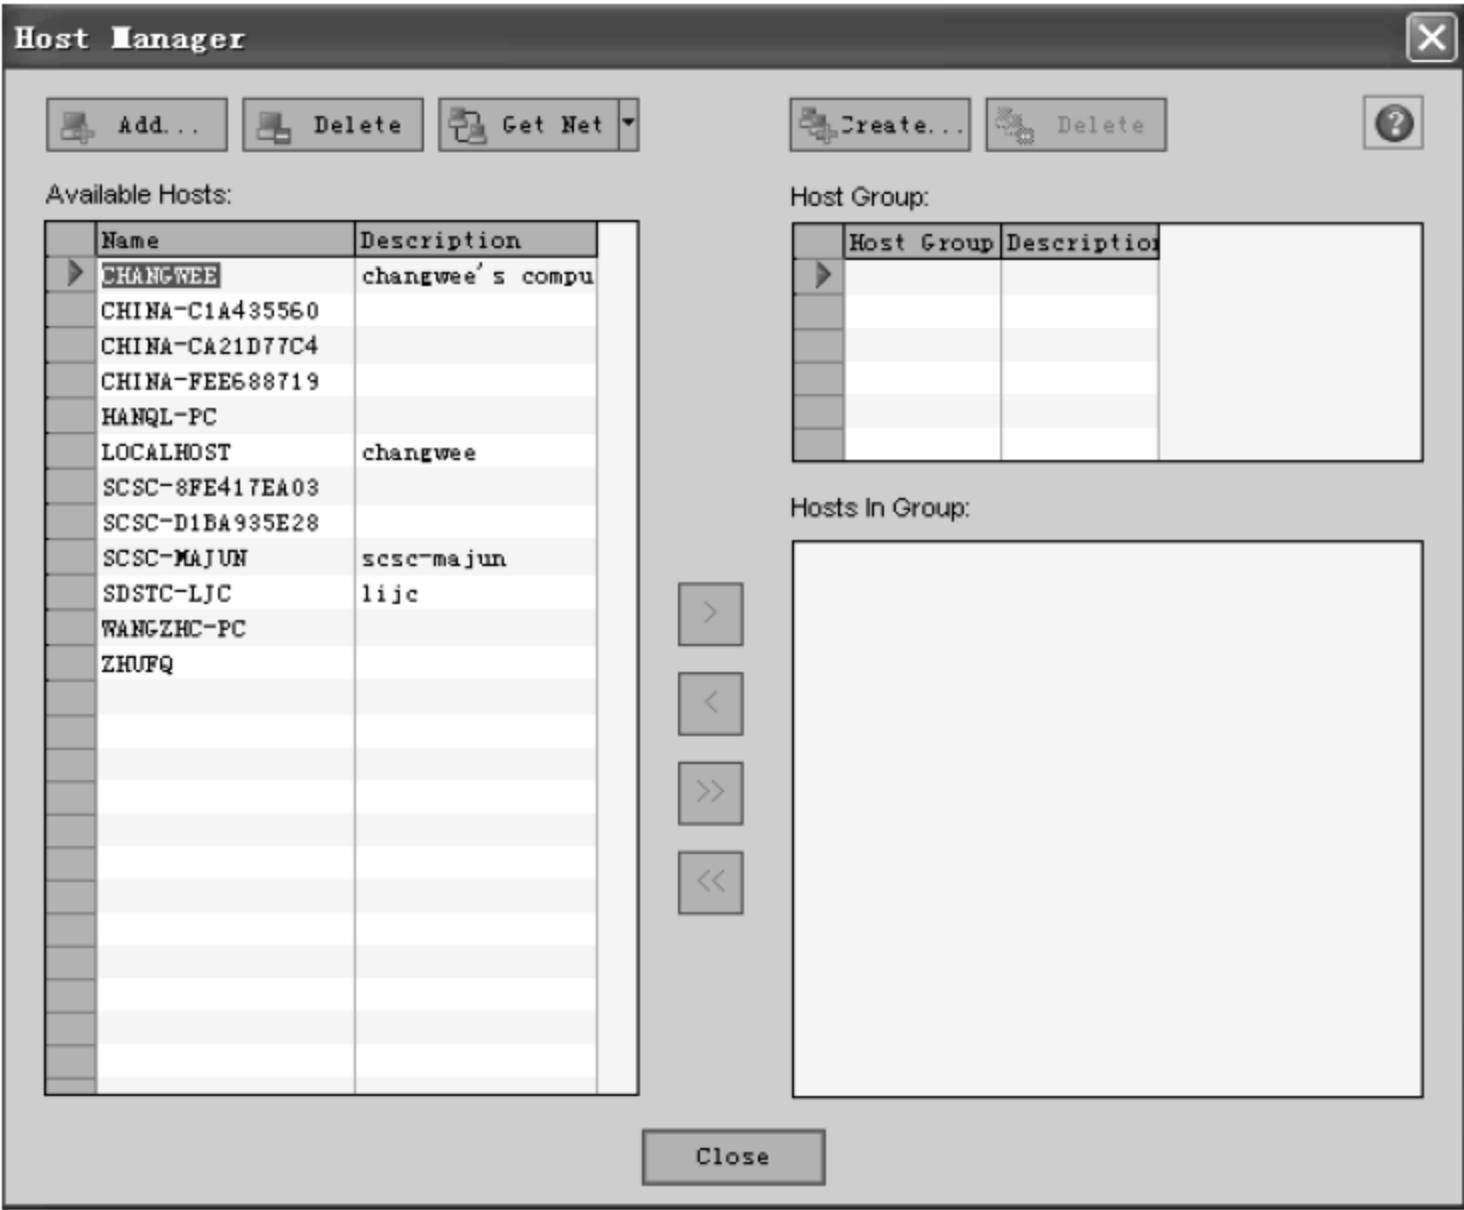 Host Manager
Add... Delete Get Net Create... Delete
Available Hosts:
Name Description
CHANGWEE changwee's compu
CHINA-C1A435560
CHINA-CA21D77C4
CHINA-FEE688719
HANQL-PC
LOCALHOST changwee
SCSC-8FE417EA03
SCSC-D1BA935E28
SCSC-MAJUN scsc-majun
SDSTC-LJC lijc
WANGZHC-PC
ZHUFQ
Host Group:
Host Group Description
Hosts In Group:
>
<
>>
<<
Close